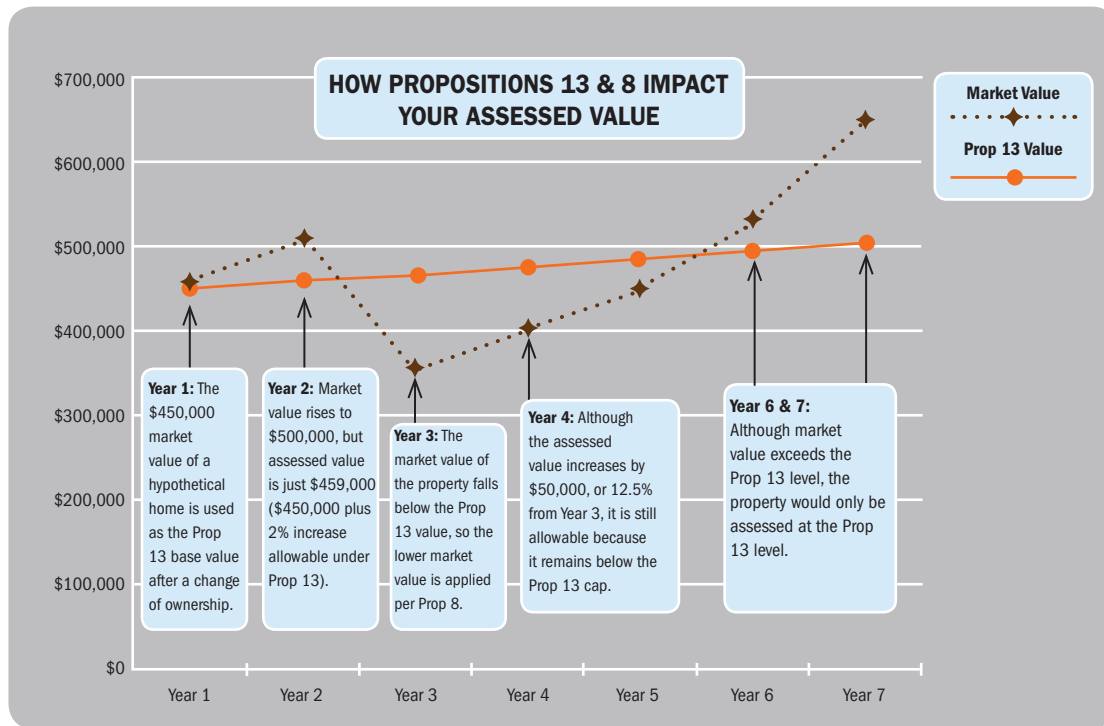 HOW PROPOSITIONS 13 & 8 IMPACT
YOUR ASSESSED VALUE
Market Value
Prop 13 Value
$700,000
$600,000
$500,000
$400,000
$300,000
$200,000
$100,000
$0
Year 1: The
$450,000
market
value of a
hypothetical
home is used
as the Prop
13 base value
after a change
of ownership.
Year 2: Market
value rises to
$500,000, but
assessed value
is just $459,000
($450,000 plus
2% increase
allowable under
Prop 13).
Year 3: The
market value of
the property falls
below the Prop
13 value, so the
lower market
value is applied
per Prop 8.
Year 4: Although
the assessed
value increases by
$50,000, or 12.5%
from Year 3, it is still
allowable because
it remains below the
Prop 13 cap.
Year 6 & 7:
Although market
value exceeds the
Prop 13 level, the
property would only be
assessed at the Prop
13 level.
Year 1
Year 2
Year 3
Year 4
Year 5
Year 6
Year 7